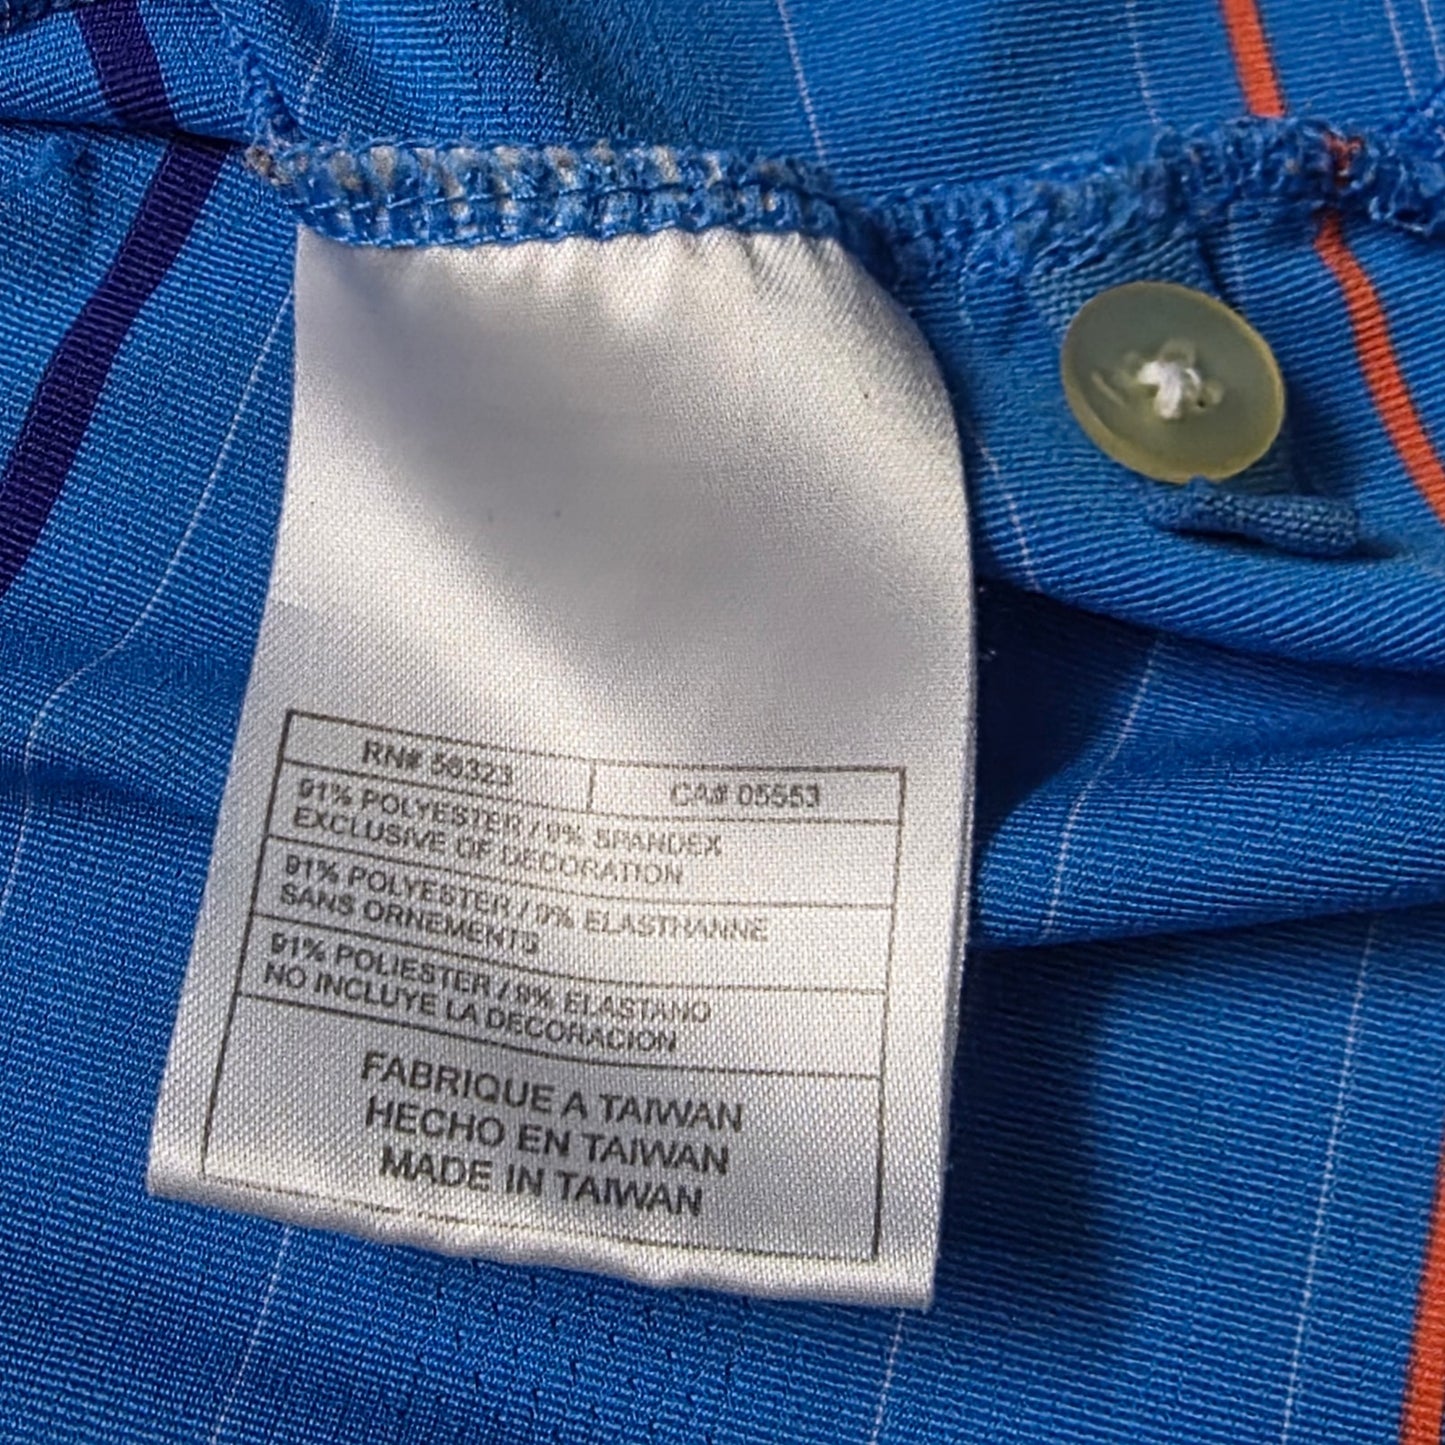 RN# 56323 CA# 05553
91% POLYESTER / 9% SPANDEX
EXCLUSIVE OF DECORATION
91% POLYESTER / 9% ELASTHANNE
SANS ORNEMENTS
91% POLIESTER / 9% ELASTANO
NO INCLUYE LA DECORACION
FABRIQUE A TAIWAN
HECHO EN TAIWAN
MADE IN TAIWAN